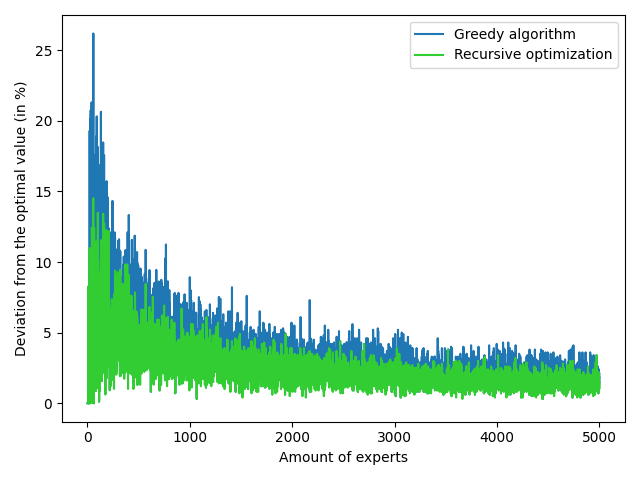 Greedy algorithm
Recursive optimization
Deviation from the optimal value (in %)
25
20
15
10
5
0
0 1000 2000 3000 4000 5000
Amount of experts